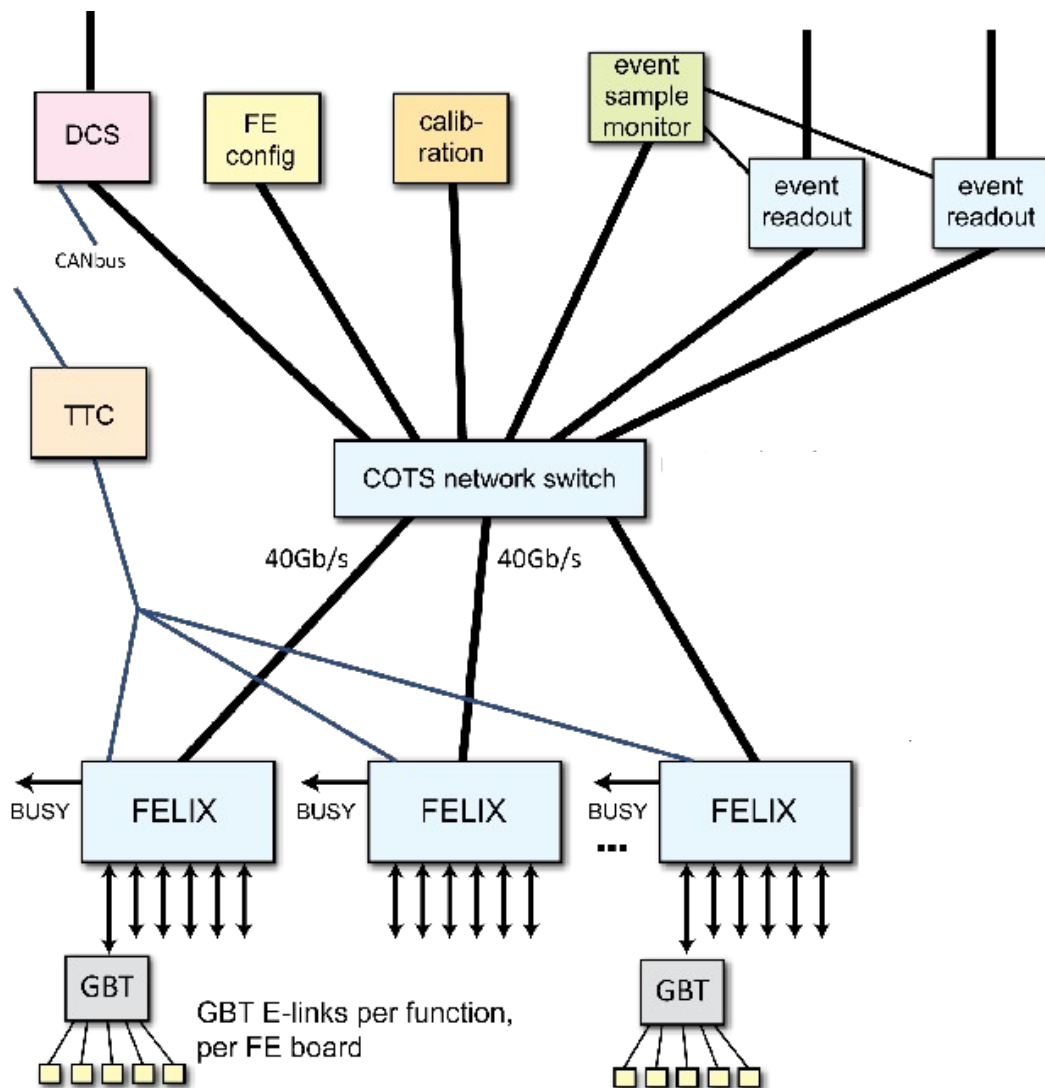 DCS
FE
config
calib-
ration
event
sample
monitor
event
readout
event
readout
CANbus
TTC
COTS network switch
40Gb/s
40Gb/s
BUSY
FELIX
BUSY
FELIX
BUSY
...
FELIX
GBT
GBT E-links per function,
per FE board
GBT